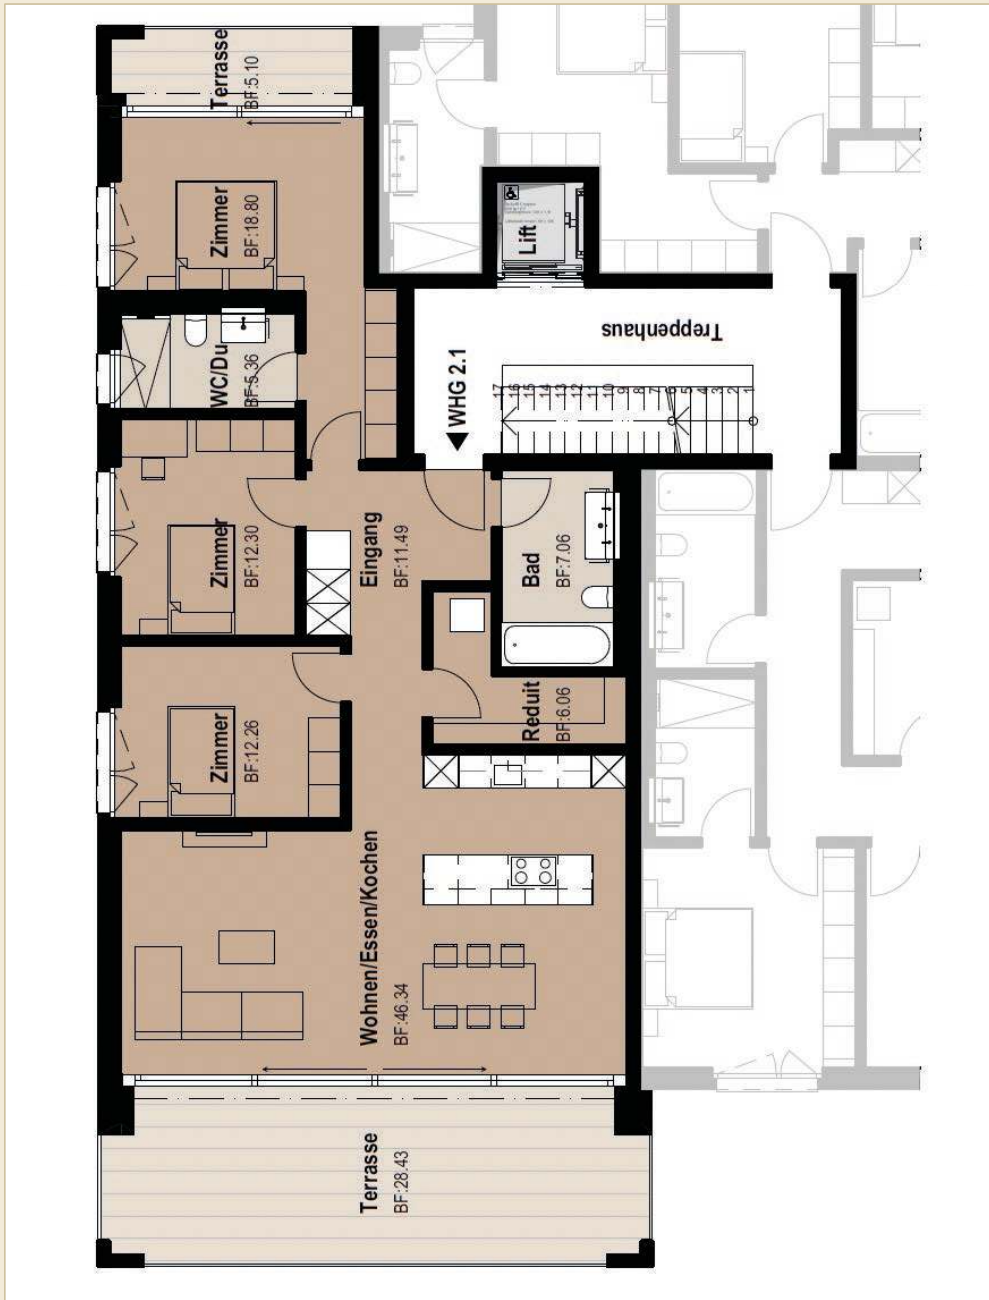 Terrasse
BF:5.10
Zimmer
BF:18.80
Lift
WC/Du
BF:5.36
Treppenhaus
WHG 2.1
17
16
15
14
13
12
11
10
9
8
7
6
5
4
3
2
1
Zimmer
BF:12.30
Eingang
BF:11.49
Bad
BF:7.06
Zimmer
BF:12.26
Reduit
BF:6.06
Wohnen/Essen/Kochen
BF:46.34
Terrasse
BF:28.43